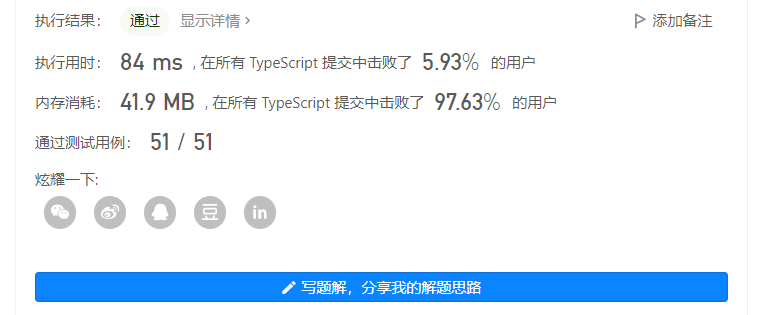 执行结果： 通过 显示详情 › 添加备注
执行用时： 84 ms , 在所有 TypeScript 提交中击败了 5.93% 的用户
内存消耗： 41.9 MB , 在所有 TypeScript 提交中击败了 97.63% 的用户
通过测试用例： 51 / 51
炫耀一下:
豆 in
写题解，分享我的解题思路